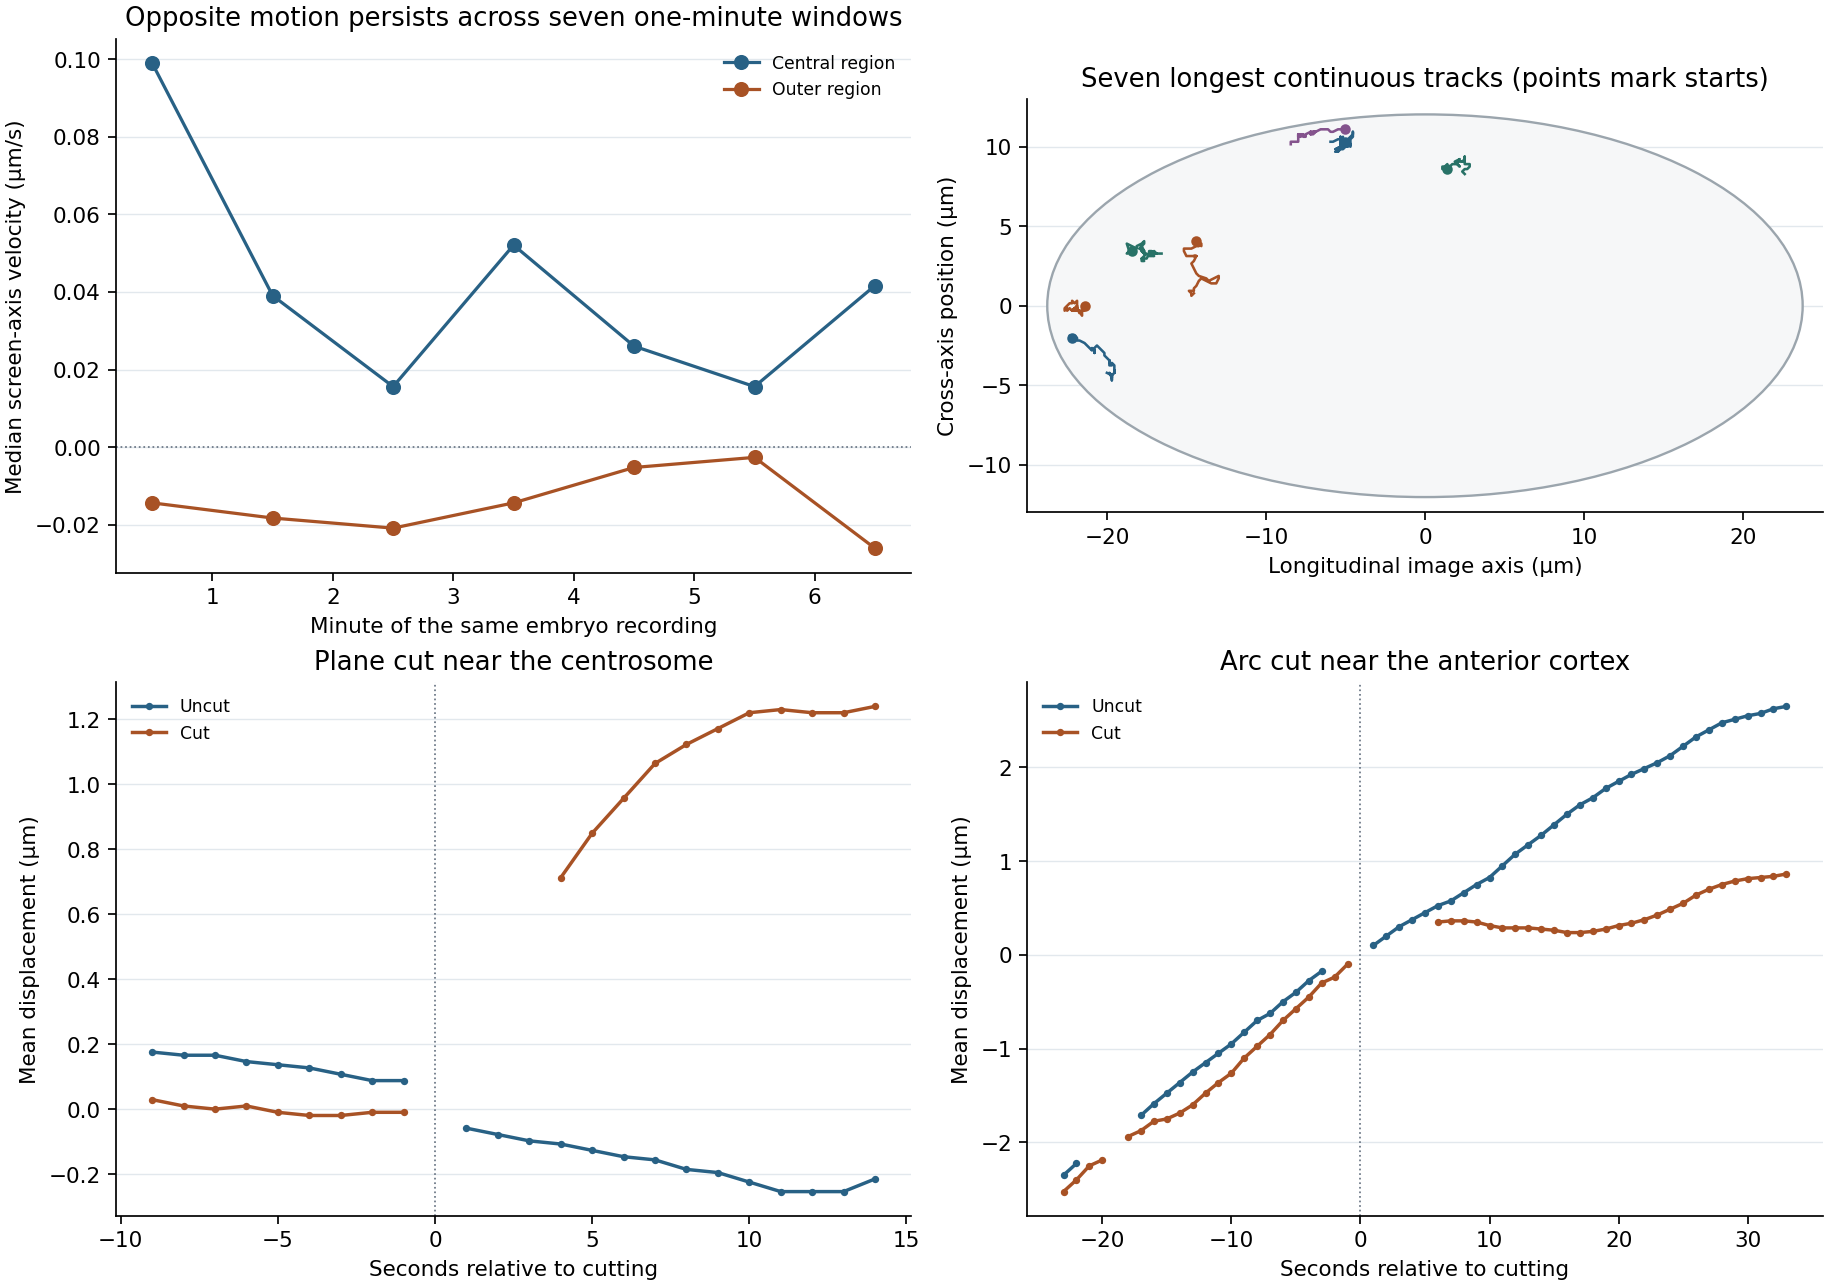 Opposite motion persists across seven one-minute windows
Median screen-axis velocity (µm/s)
0.10
0.08
0.06
0.04
0.02
0.00
−0.02
Central region
Outer region
1 2 3 4 5 6
Minute of the same embryo recording
Seven longest continuous tracks (points mark starts)
Cross-axis position (µm)
10
5
0
−5
−10
−20 −10 0 10 20
Longitudinal image axis (µm)
Plane cut near the centrosome
Mean displacement (µm)
1.2
1.0
0.8
0.6
0.4
0.2
0.0
−0.2
Uncut
Cut
−10 −5 0 5 10 15
Seconds relative to cutting
Arc cut near the anterior cortex
Mean displacement (µm)
2
1
0
−1
−2
Uncut
Cut
−20 −10 0 10 20 30
Seconds relative to cutting